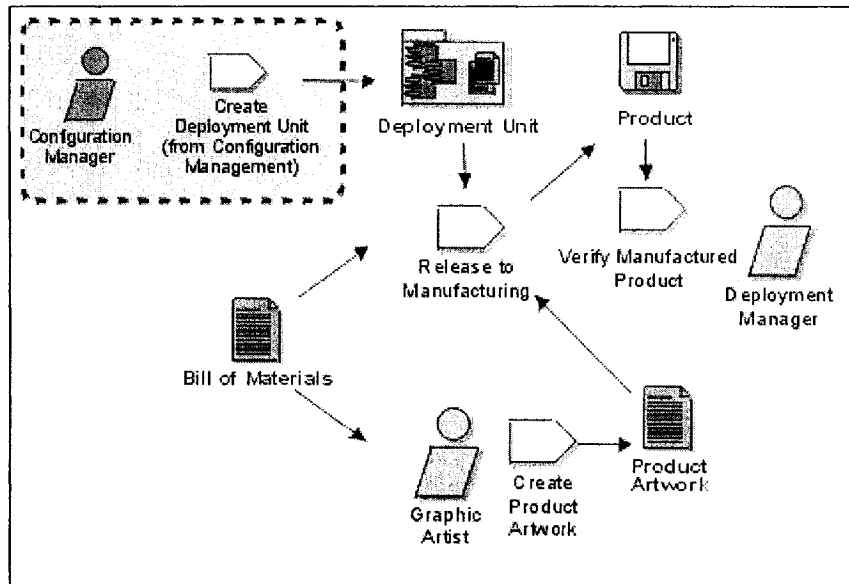 Configuration
Manager
Create
Deployment Unit
(from Configuration
Management)
Deployment Unit
Product
Release to
Manufacturing
Verify Manufactured
Product
Deployment
Manager
Bill of Materials
Graphic
Artist
Create
Product
Artwork
Product
Artwork